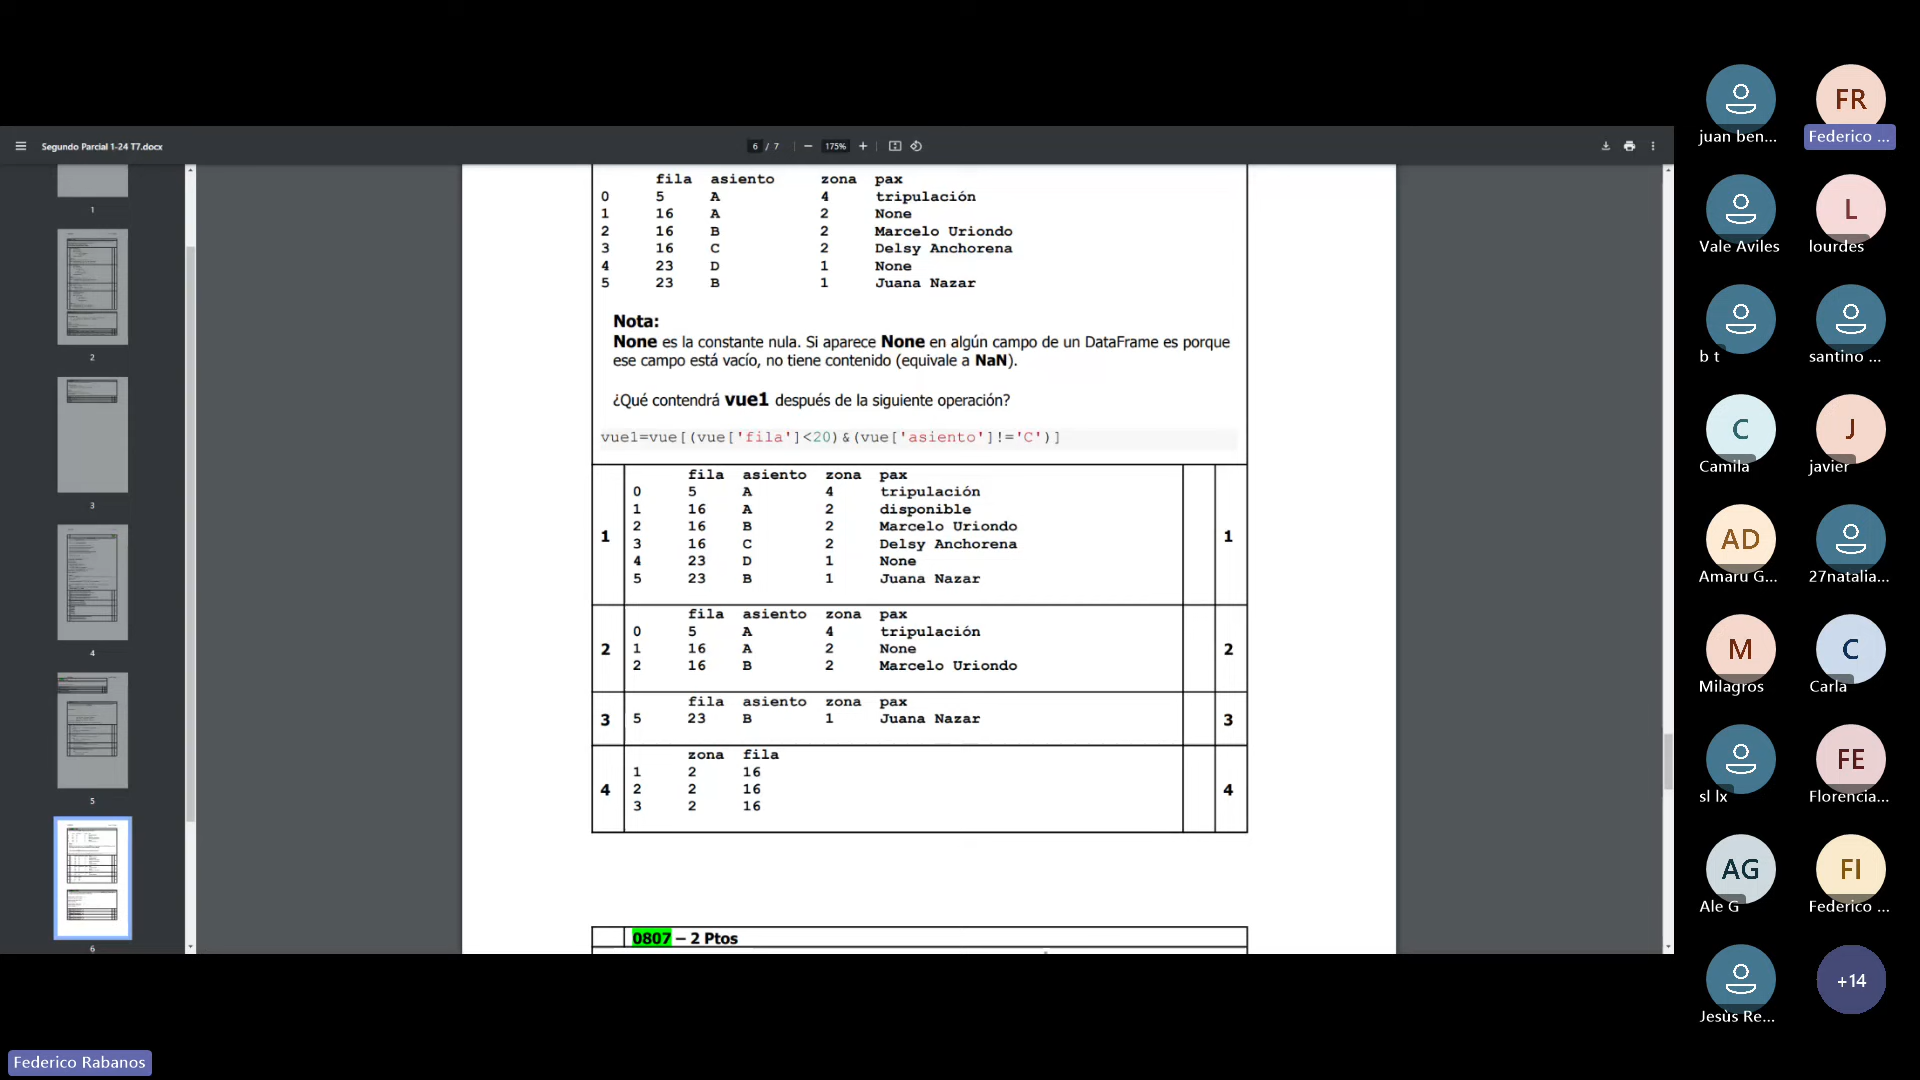 Segundo Parcial 1-24 T7.docx
6 / 7
175%
1
2
3
4
5
6
fila asiento zona pax
0 5 A 4 tripulación
1 16 A 2 None
2 16 B 2 Marcelo Uriondo
3 16 C 2 Delsy Anchorena
4 23 D 1 None
5 23 B 1 Juana Nazar
Nota:
None es la constante nula. Si aparece None en algún campo de un DataFrame es porque
ese campo está vacío, no tiene contenido (equivale a NaN).
¿Qué contendrá vue1 después de la siguiente operación?
vue1=vue[(vue['fila']<20)&(vue['asiento']!='C')]
1
fila asiento zona pax
0 5 A 4 tripulación
1 16 A 2 disponible
2 16 B 2 Marcelo Uriondo
3 16 C 2 Delsy Anchorena
4 23 D 1 None
5 23 B 1 Juana Nazar
1
2
fila asiento zona pax
0 5 A 4 tripulación
1 16 A 2 None
2 16 B 2 Marcelo Uriondo
2
3
fila asiento zona pax
5 23 B 1 Juana Nazar
3
4
zona fila
1 2 16
2 2 16
3 2 16
4
0807 – 2 Ptos
juan ben...
FR
Federico ...
Vale Aviles
L
lourdes
b t
santino ...
C
Camila
J
javier
AD
Amaru G...
27natalia...
M
Milagros
C
Carla
sl lx
FE
Florencia...
AG
Ale G
FI
Federico ...
Jesùs Re...
+14
Federico Rabanos